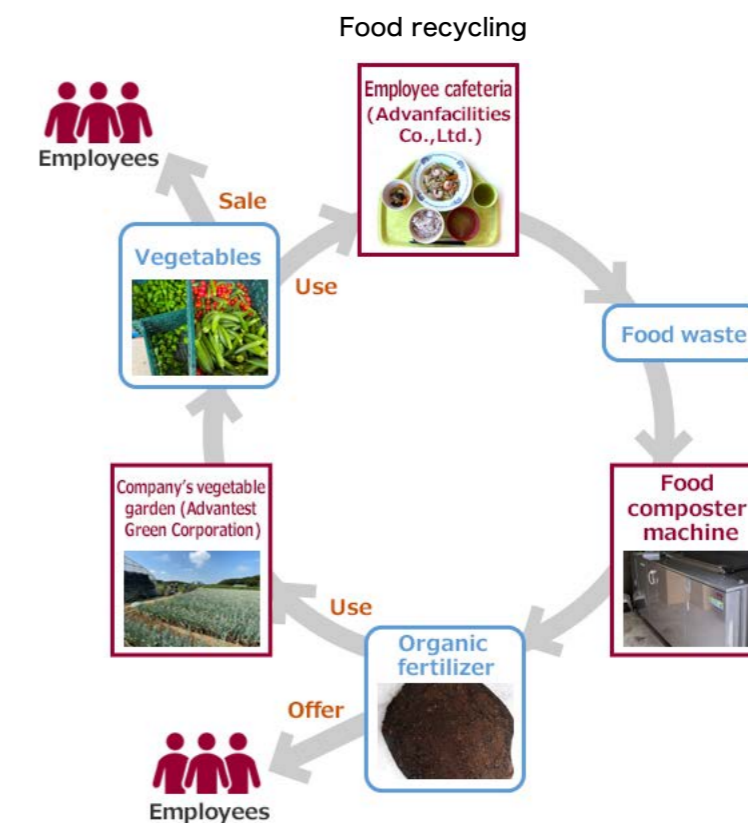 Food recycling
Employee cafeteria
(Advanfacilities
Co.,Ltd.)
Employees
Sale
Vegetables
Use
Food waste
Company's vegetable
garden (Advantest
Green Corporation)
Food
composter
machine
Use
Organic
fertilizer
Offer
Employees